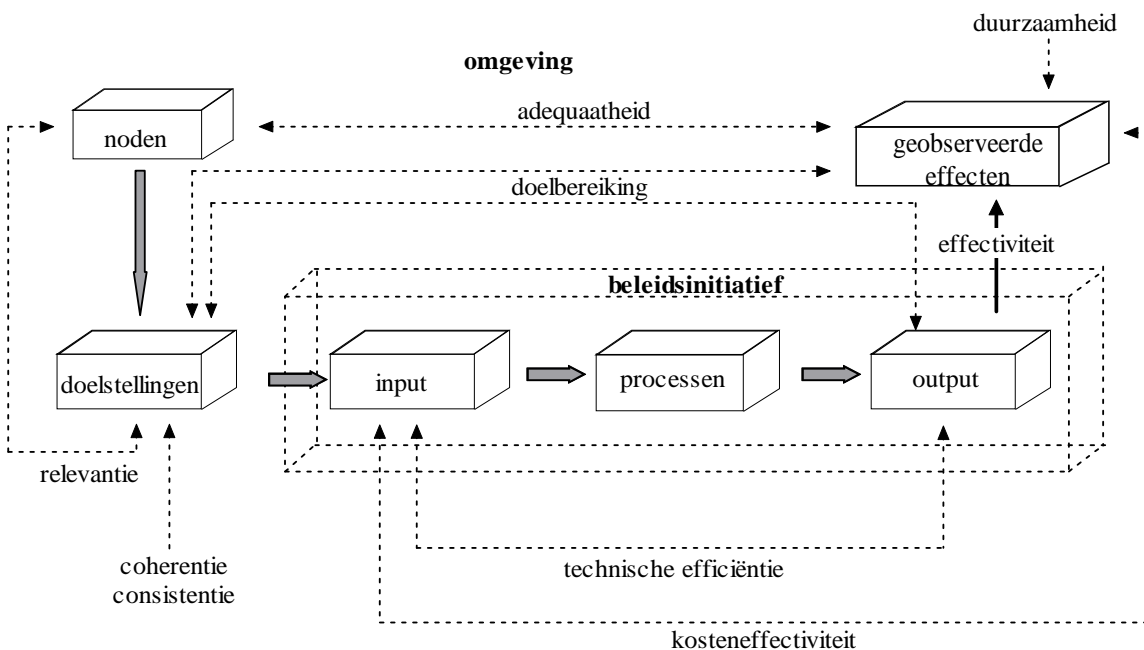 duurzaamheid
omgeving
adequaatheid
noden
geobserveerde
effecten
doelbereiking
effectiviteit
beleidsinitiatief
doelstellingen
input
processen
output
relevantie
coherentie
consistentie
technische efficiëntie
kosteneffectiviteit